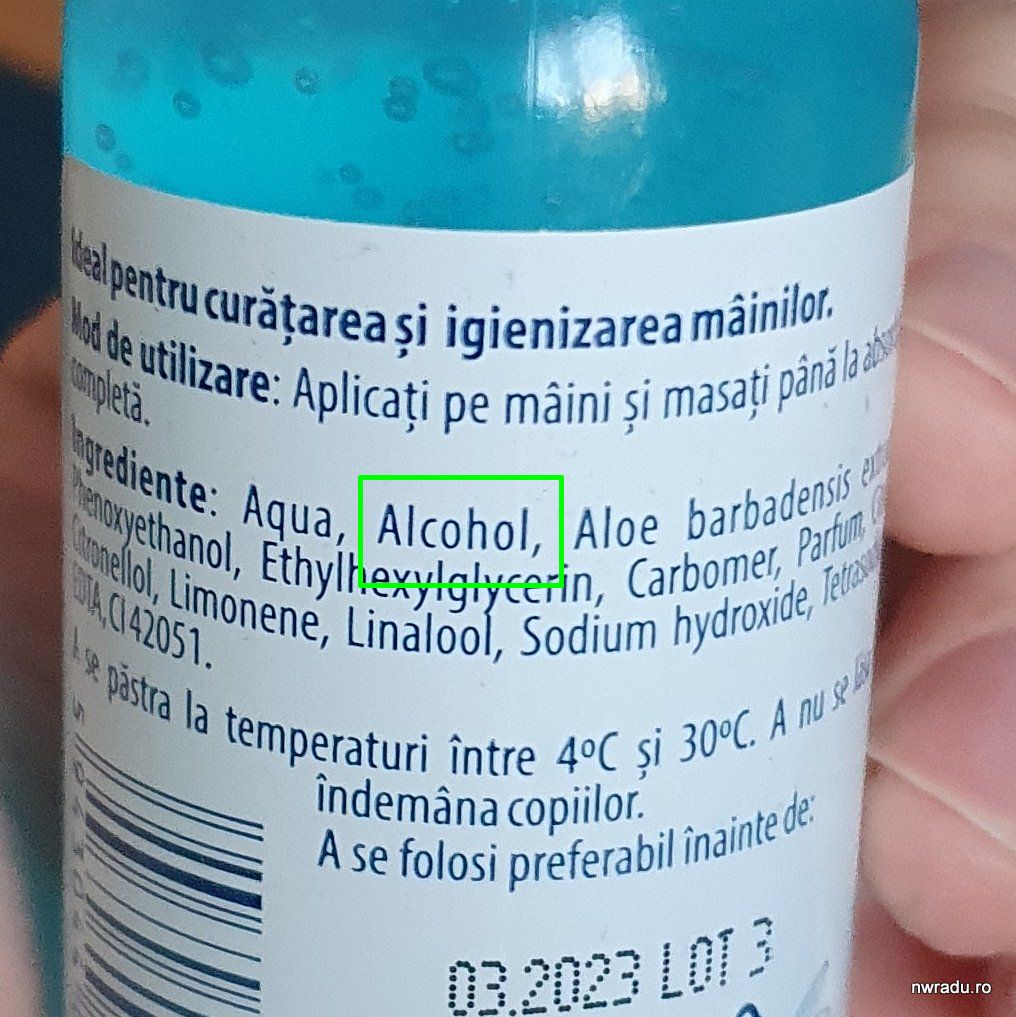 Ideal pentru curățarea și igienizarea mâinilor.
Mod de utilizare: Aplicați pe mâini și masați până la
completă.
Ingrediente: Aqua, Alcohol, Aloe barbadensis
Phenoxyethanol, Ethylhexylglycerin, Carbomer, Parfum,
Citronellol, Limonene, Linalool, Sodium hydroxide,
EDTA, CI 42051.
A se păstra la temperaturi între 4ºC și 30ºC. A nu se
îndemâna copiilor.
A se folosi preferabil înainte de:
03.2023 LOT 3
nwradu.ro